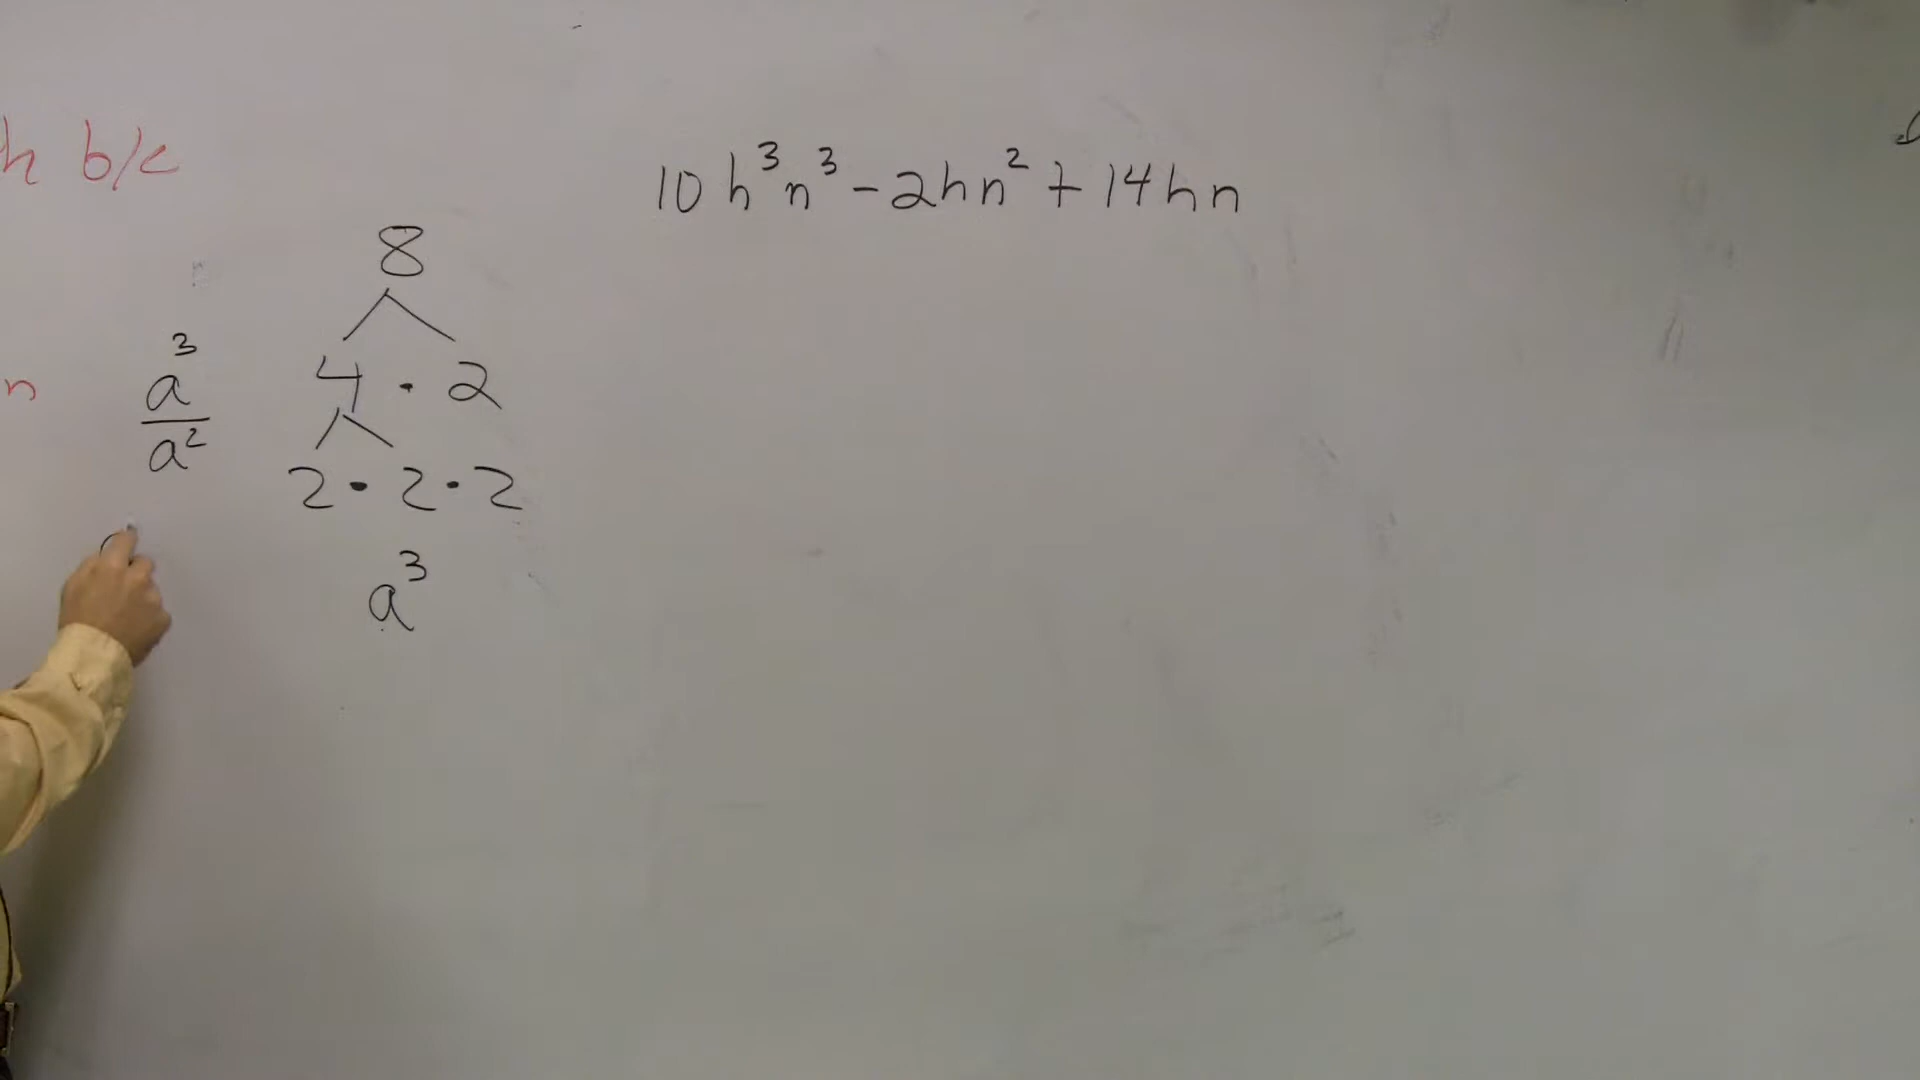 h b/c
10h³n³-2hn²+14hn
8
4 · 2
2 · 2 · 2
a³
n
a³
a²